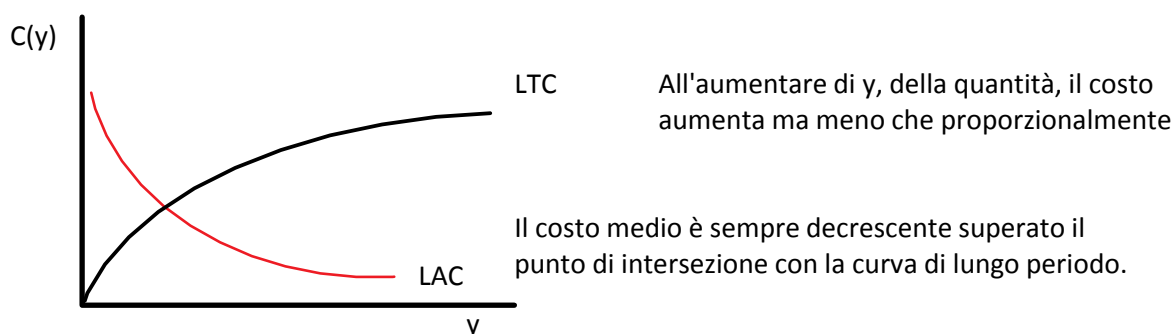 C(y)
LTC
All'aumentare di y, della quantità, il costo
aumenta ma meno che proporzionalmente
Il costo medio è sempre decrescente superato il
punto di intersezione con la curva di lungo periodo.
LAC
y